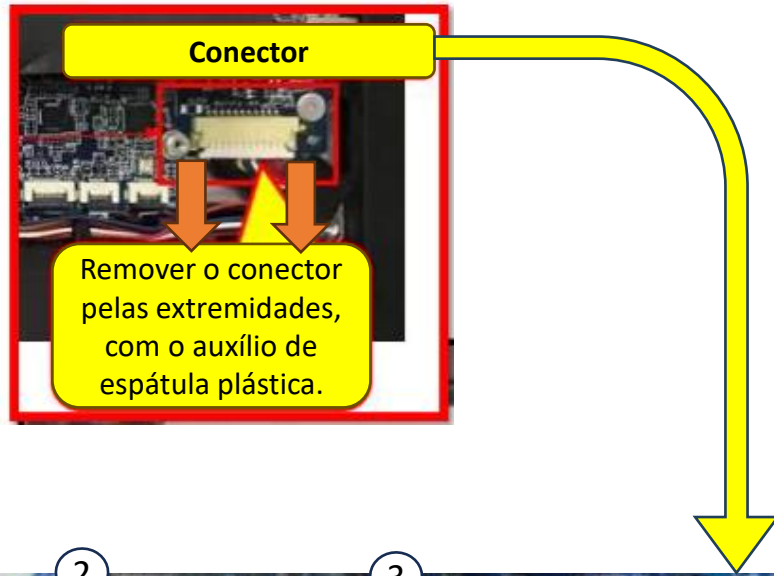 Conector
Remover o conector
pelas extremidades,
com o auxílio de
espátula plástica.
2
3